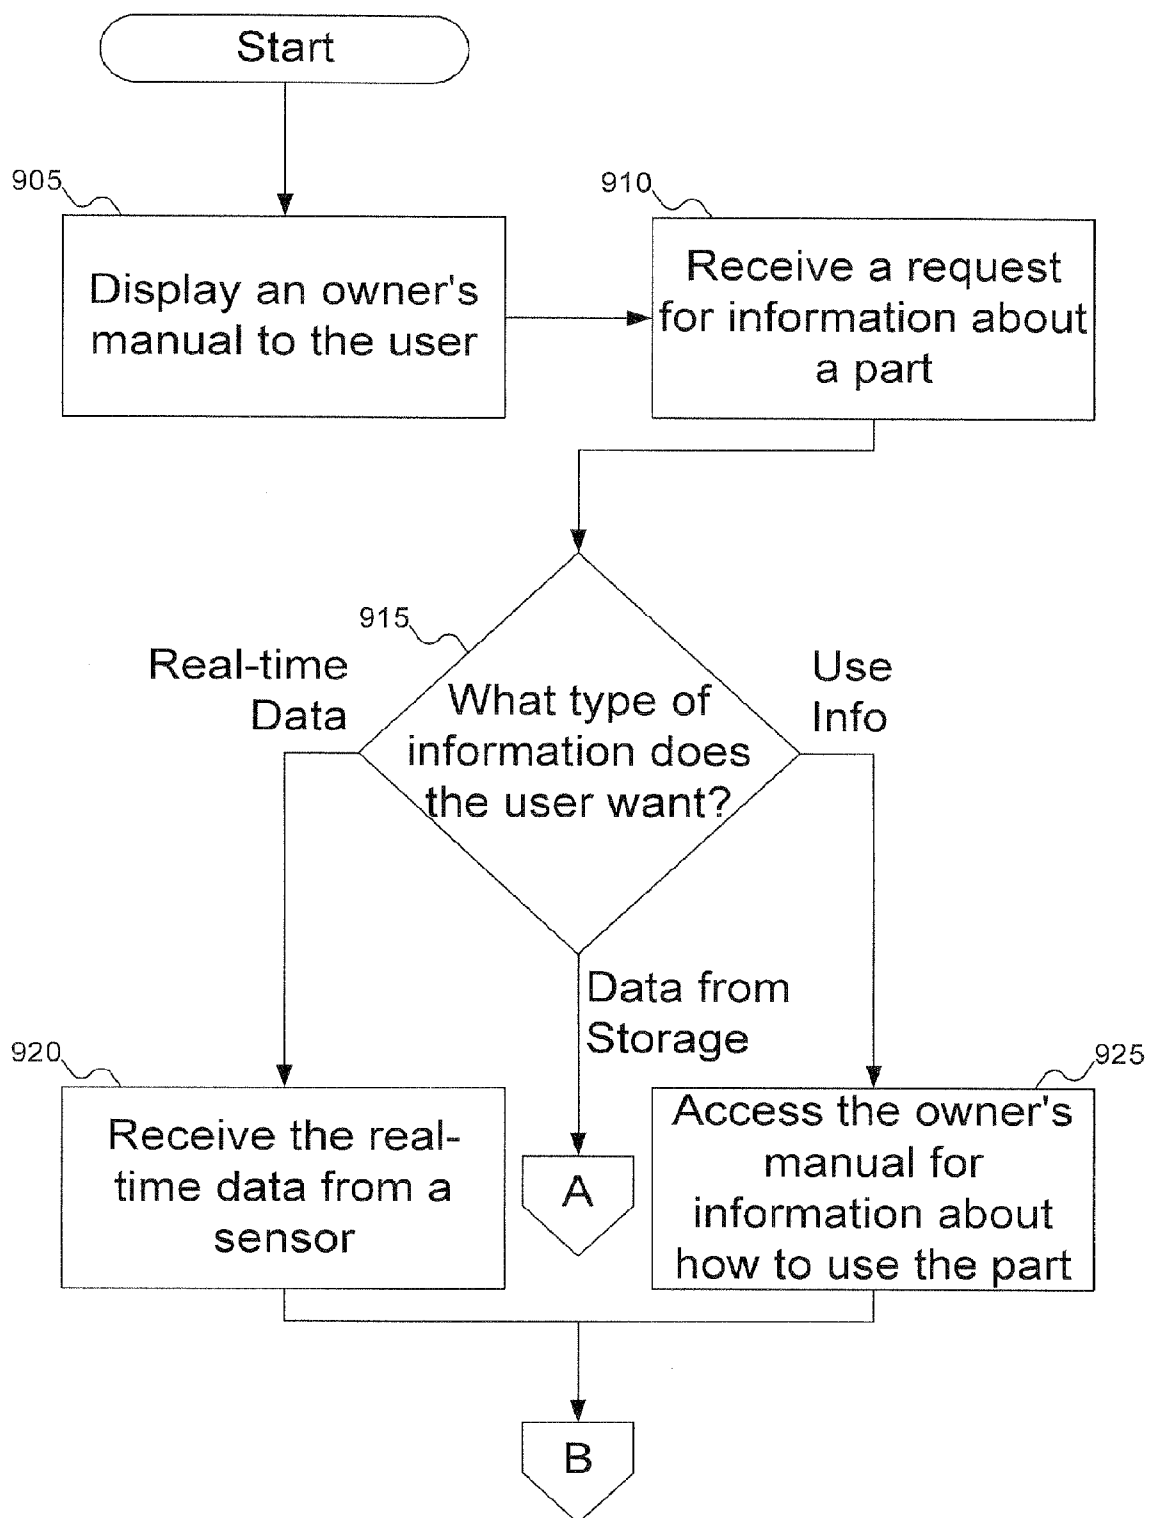 Start
905
Display an owner's
manual to the user
910
Receive a request
for information about
a part
915
What type of
information does
the user want?
Real-time
Data
Use
Info
Data from
Storage
920
Receive the real-
time data from a
sensor
A
925
Access the owner's
manual for
information about
how to use the part
B